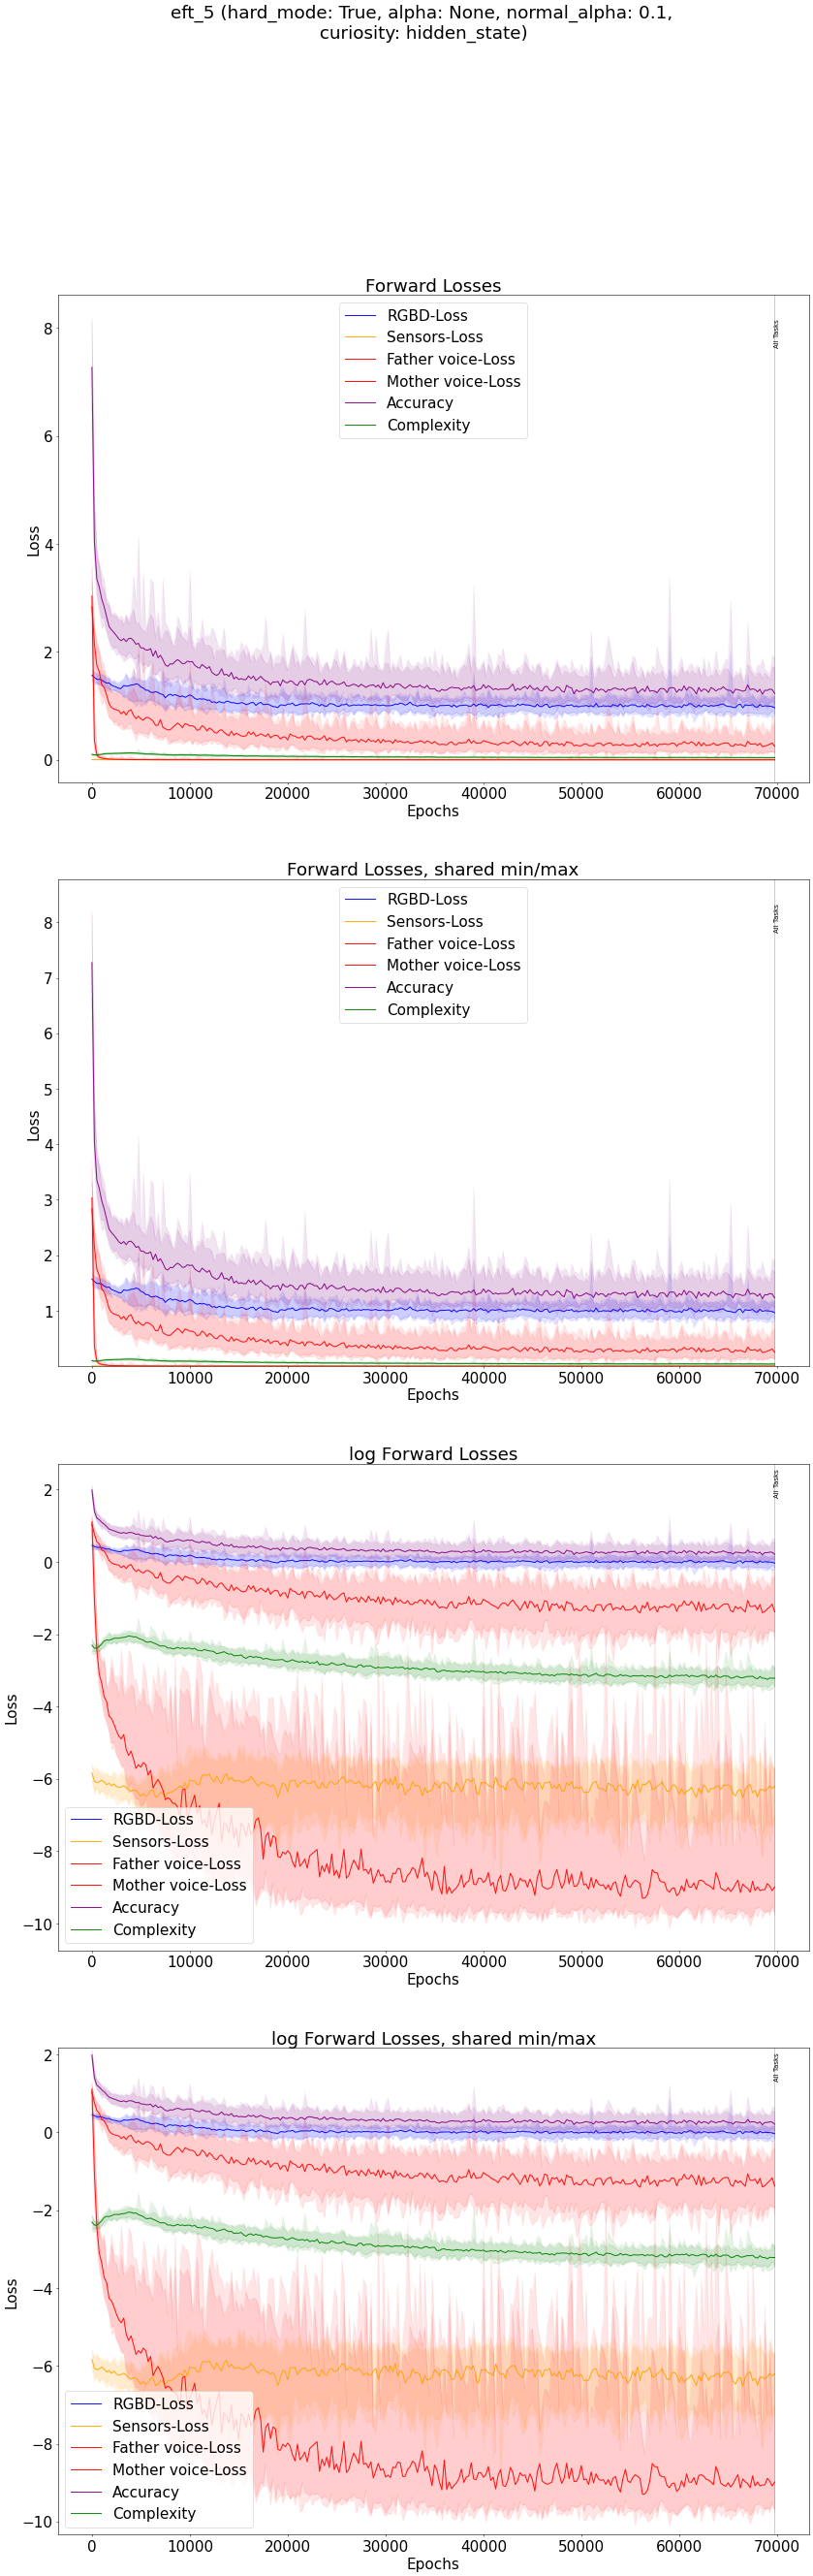 eft_5 (hard_mode: True, alpha: None, normal_alpha: 0.1,
curiosity: hidden_state)
Forward Losses
RGBD-Loss
Sensors-Loss
Father voice-Loss
Mother voice-Loss
Accuracy
Complexity
All Tasks
8
6
4
2
0
Loss
0 10000 20000 30000 40000 50000 60000 70000
Epochs
Forward Losses, shared min/max
RGBD-Loss
Sensors-Loss
Father voice-Loss
Mother voice-Loss
Accuracy
Complexity
All Tasks
8
7
6
5
4
3
2
1
Loss
0 10000 20000 30000 40000 50000 60000 70000
Epochs
log Forward Losses
All Tasks
2
0
−2
−4
−6
−8
−10
Loss
RGBD-Loss
Sensors-Loss
Father voice-Loss
Mother voice-Loss
Accuracy
Complexity
0 10000 20000 30000 40000 50000 60000 70000
Epochs
log Forward Losses, shared min/max
All Tasks
2
0
−2
−4
−6
−8
−10
Loss
RGBD-Loss
Sensors-Loss
Father voice-Loss
Mother voice-Loss
Accuracy
Complexity
0 10000 20000 30000 40000 50000 60000 70000
Epochs